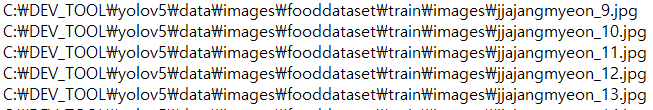 C:₩DEV_TOOL₩yolov5₩data₩images₩fooddataset₩train₩images₩jjajangmyeon_9.jpg
C:₩DEV_TOOL₩yolov5₩data₩images₩fooddataset₩train₩images₩jjajangmyeon_10.jpg
C:₩DEV_TOOL₩yolov5₩data₩images₩fooddataset₩train₩images₩jjajangmyeon_11.jpg
C:₩DEV_TOOL₩yolov5₩data₩images₩fooddataset₩train₩images₩jjajangmyeon_12.jpg
C:₩DEV_TOOL₩yolov5₩data₩images₩fooddataset₩train₩images₩jjajangmyeon_13.jpg